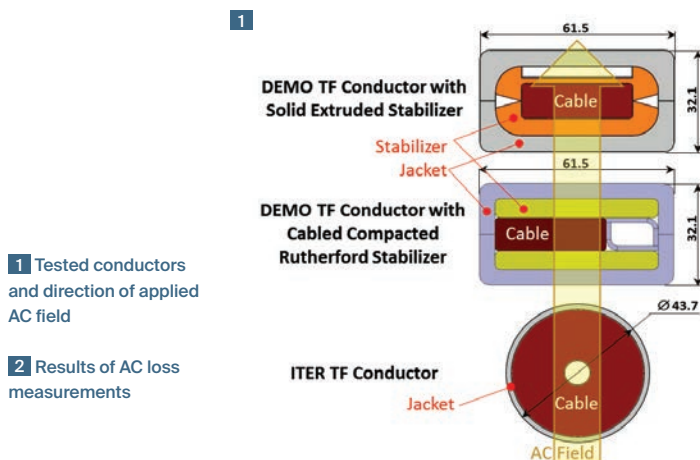 1
61.5
DEMO TF Conductor with
Solid Extruded Stabilizer
Cable
32.1
Stabilizer
Jacket
61.5
DEMO TF Conductor with
Cabled Compacted
Rutherford Stabilizer
Cable
32.1
1 Tested conductors
and direction of applied
AC field
Ø 43.7
2 Results of AC loss
measurements
ITER TF Conductor
Jacket
Cable
AC Field